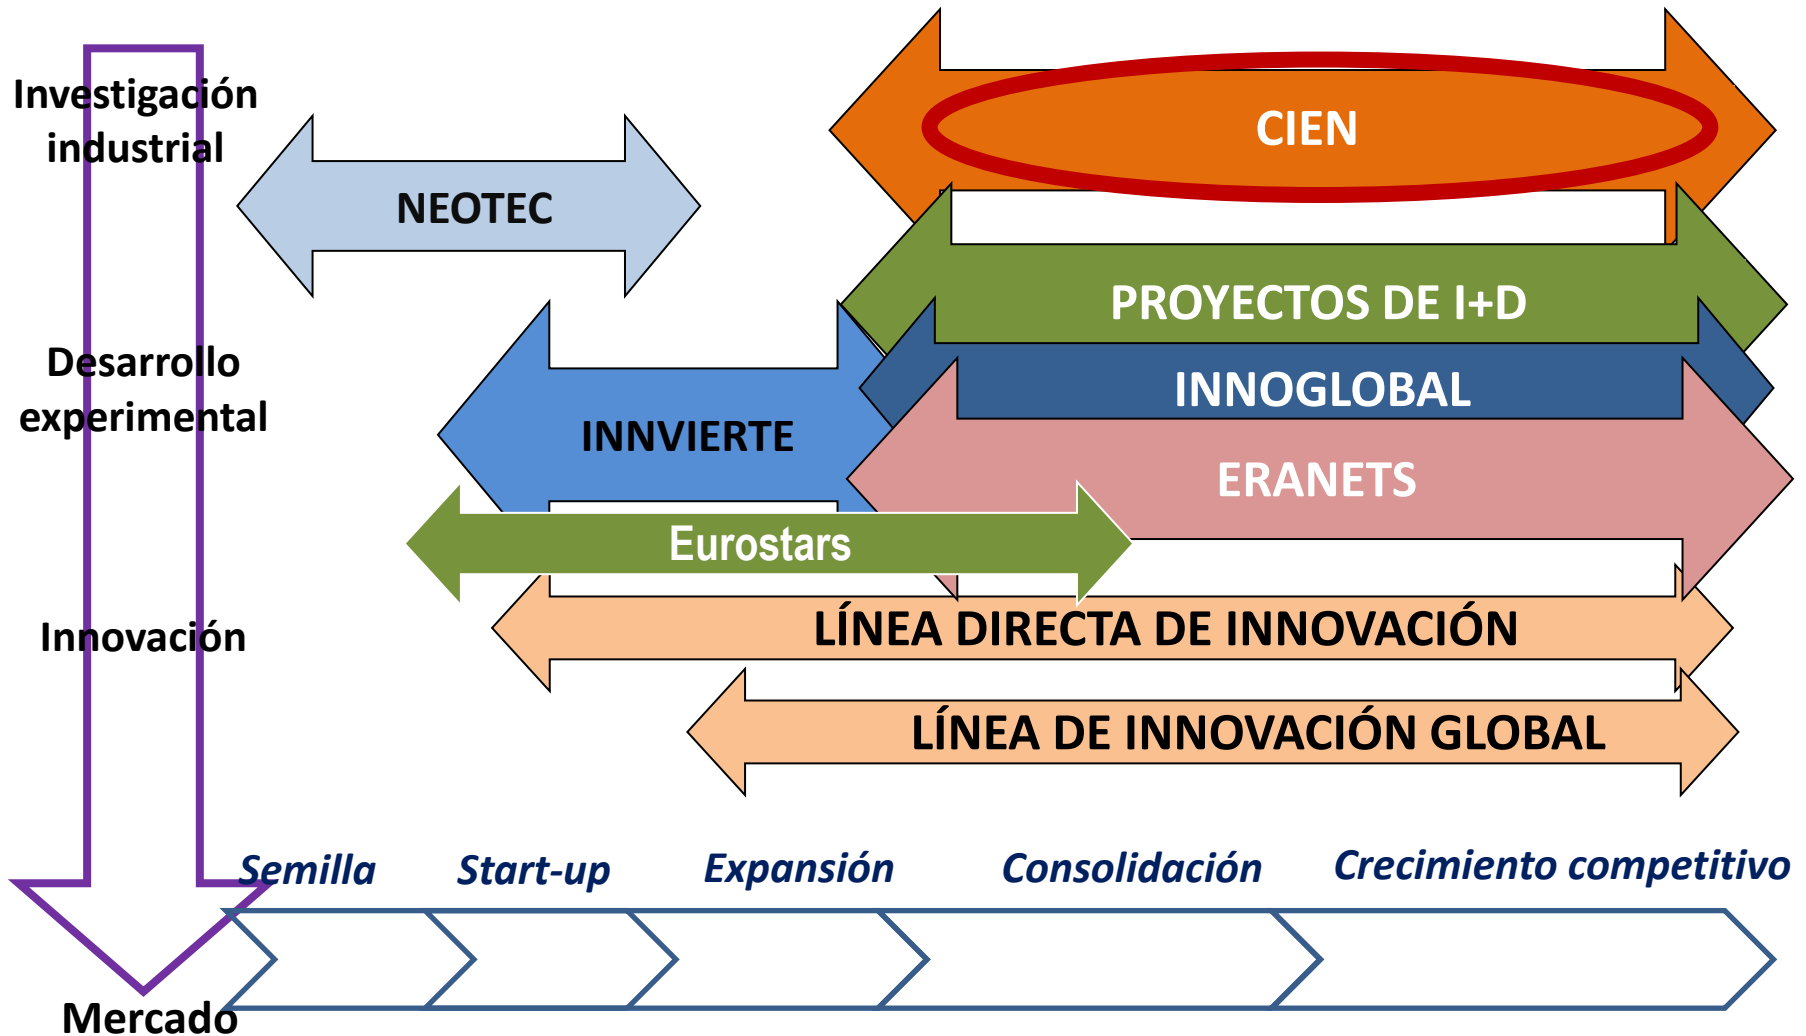 Investigación
industrial
CIEN
NEOTEC
PROYECTOS DE I+D
Desarrollo
experimental
INNOGLOBAL
INNVIERTE
ERANETS
Eurostars
Innovación
LÍNEA DIRECTA DE INNOVACIÓN
LÍNEA DE INNOVACIÓN GLOBAL
Semilla
Start-up
Expansión
Consolidación
Crecimiento competitivo
Mercado